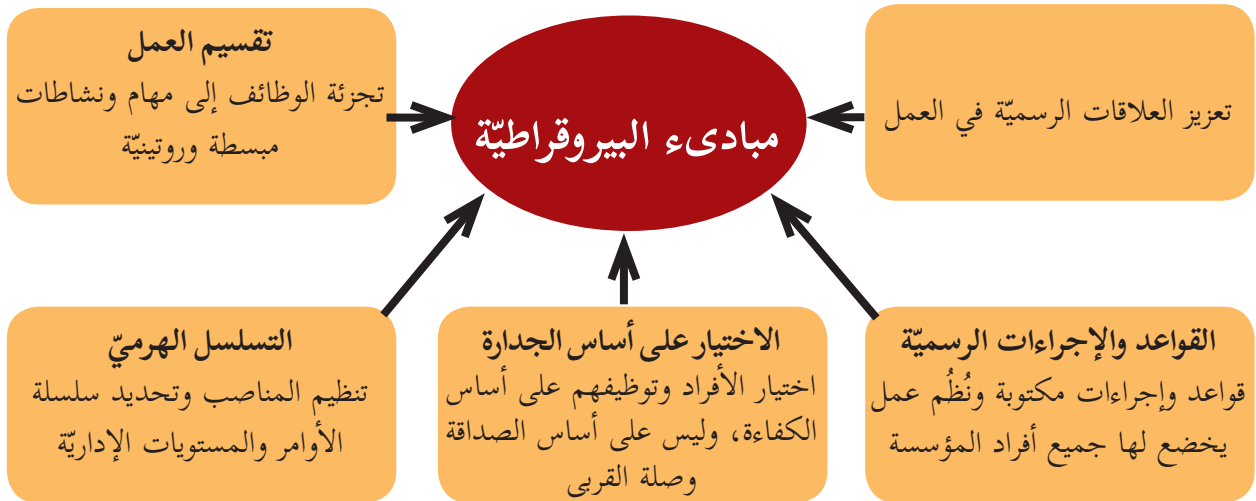 مبادىء البيروقراطيّة
تعزيز العلاقات الرسميّة في العمل
تقسيم العمل
تجزئة الوظائف إلى مهام ونشاطات
مبسطة وروتينيّة
القواعد والإجراءات الرسميّة
قواعد وإجراءات مكتوبة ونُظُم عمل
يخضع لها جميع أفراد المؤسسة
الاختيار على أساس الجدارة
اختيار الأفراد وتوظيفهم على أساس
الكفاءة، وليس على أساس الصداقة
وصلة القربى
التسلسل الهرميّ
تنظيم المناصب وتحديد سلسلة
الأوامر والمستويات الإداريّة